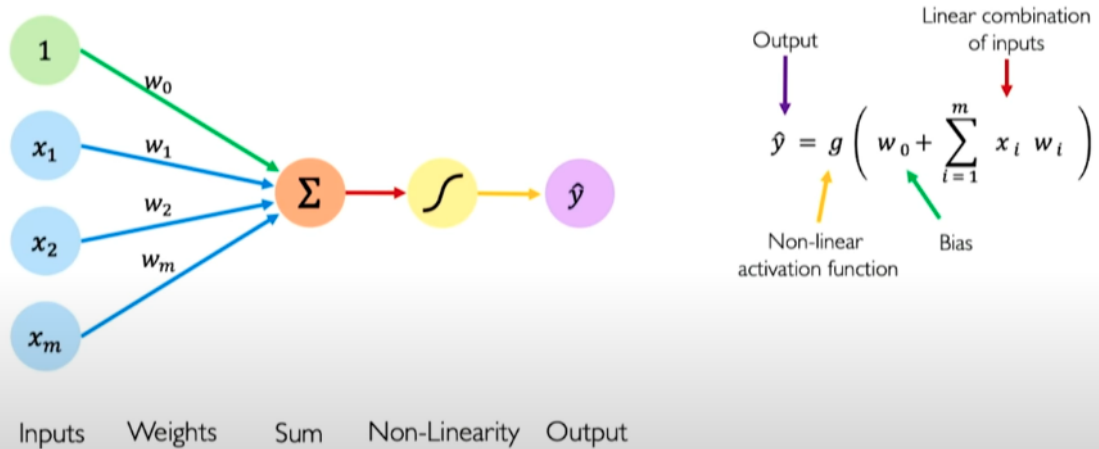 1
w₀
x₁
w₁
x₂
w₂
wₘ
xₘ
Σ
∫
ŷ
Inputs Weights Sum Non-Linearity Output
Linear combination
of inputs
Output
ŷ = g ( w₀ + ∑ᵢ₌₁ᵐ xᵢ wᵢ )
Non-linear
activation function
Bias